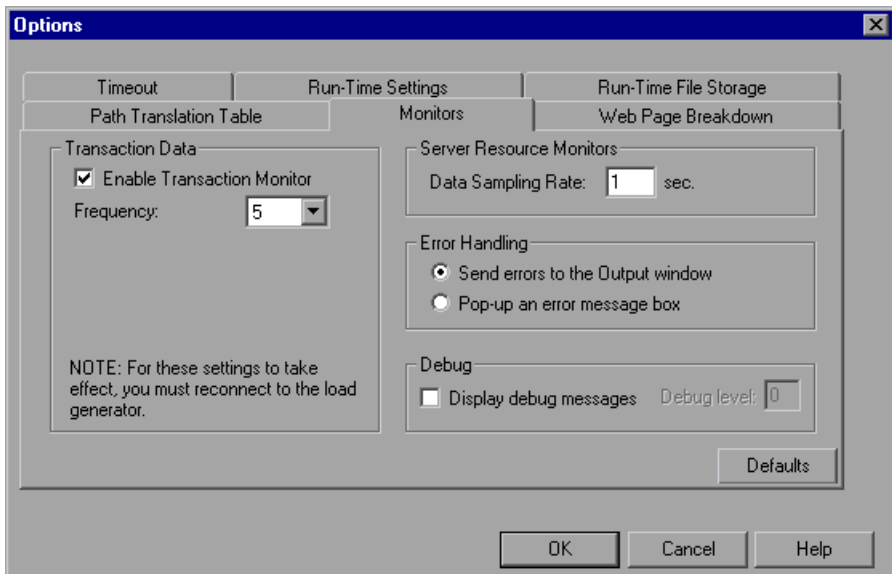 Options
Timeout
Run-Time Settings
Run-Time File Storage
Path Translation Table
Monitors
Web Page Breakdown
Transaction Data
Enable Transaction Monitor
Frequency: 5
NOTE: For these settings to take
effect, you must reconnect to the load
generator.
Server Resource Monitors
Data Sampling Rate: 1 sec.
Error Handling
Send errors to the Output window
Pop-up an error message box
Debug
Display debug messages Debug level: 0
Defaults
OK
Cancel
Help